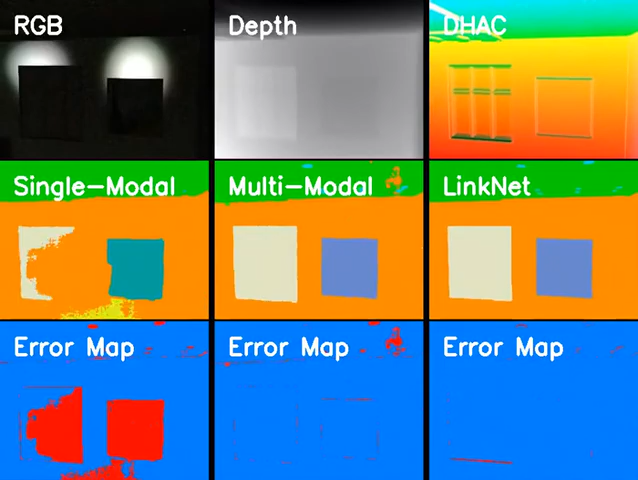 RGB
Depth
DHAC
Single-Modal
Multi-Modal
LinkNet
Error Map
Error Map
Error Map